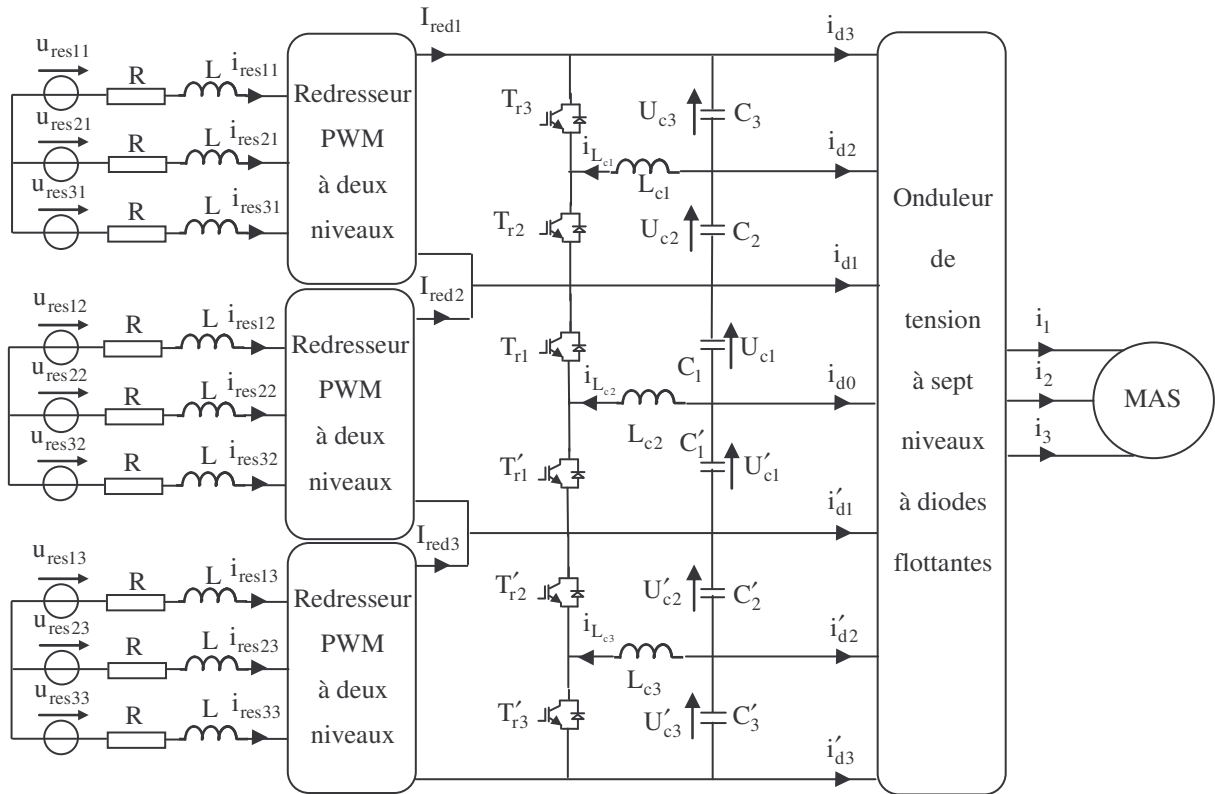 I_red1
u_res11
R
L
i_res11
u_res21
R
L
i_res21
u_res31
R
L
i_res31
Redresseur
PWM
à deux
niveaux
I_red2
u_res12
R
L
i_res12
u_res22
R
L
i_res22
u_res32
R
L
i_res32
Redresseur
PWM
à deux
niveaux
I_red3
u_res13
R
L
i_res13
u_res23
R
L
i_res23
u_res33
R
L
i_res33
Redresseur
PWM
à deux
niveaux
T_r3
i_Lc1
L_c1
T_r2
T_r1
i_Lc2
L_c2
T′_r1
T′_r2
i_Lc3
L_c3
T′_r3
U_c3
C_3
U_c2
C_2
C_1
U_c1
C′_1
U′_c1
U′_c2
C′_2
U′_c3
C′_3
i_d3
i_d2
i_d1
i_d0
i′_d1
i′_d2
i′_d3
Onduleur
de
tension
à sept
niveaux
à diodes
flottantes
i_1
i_2
i_3
MAS